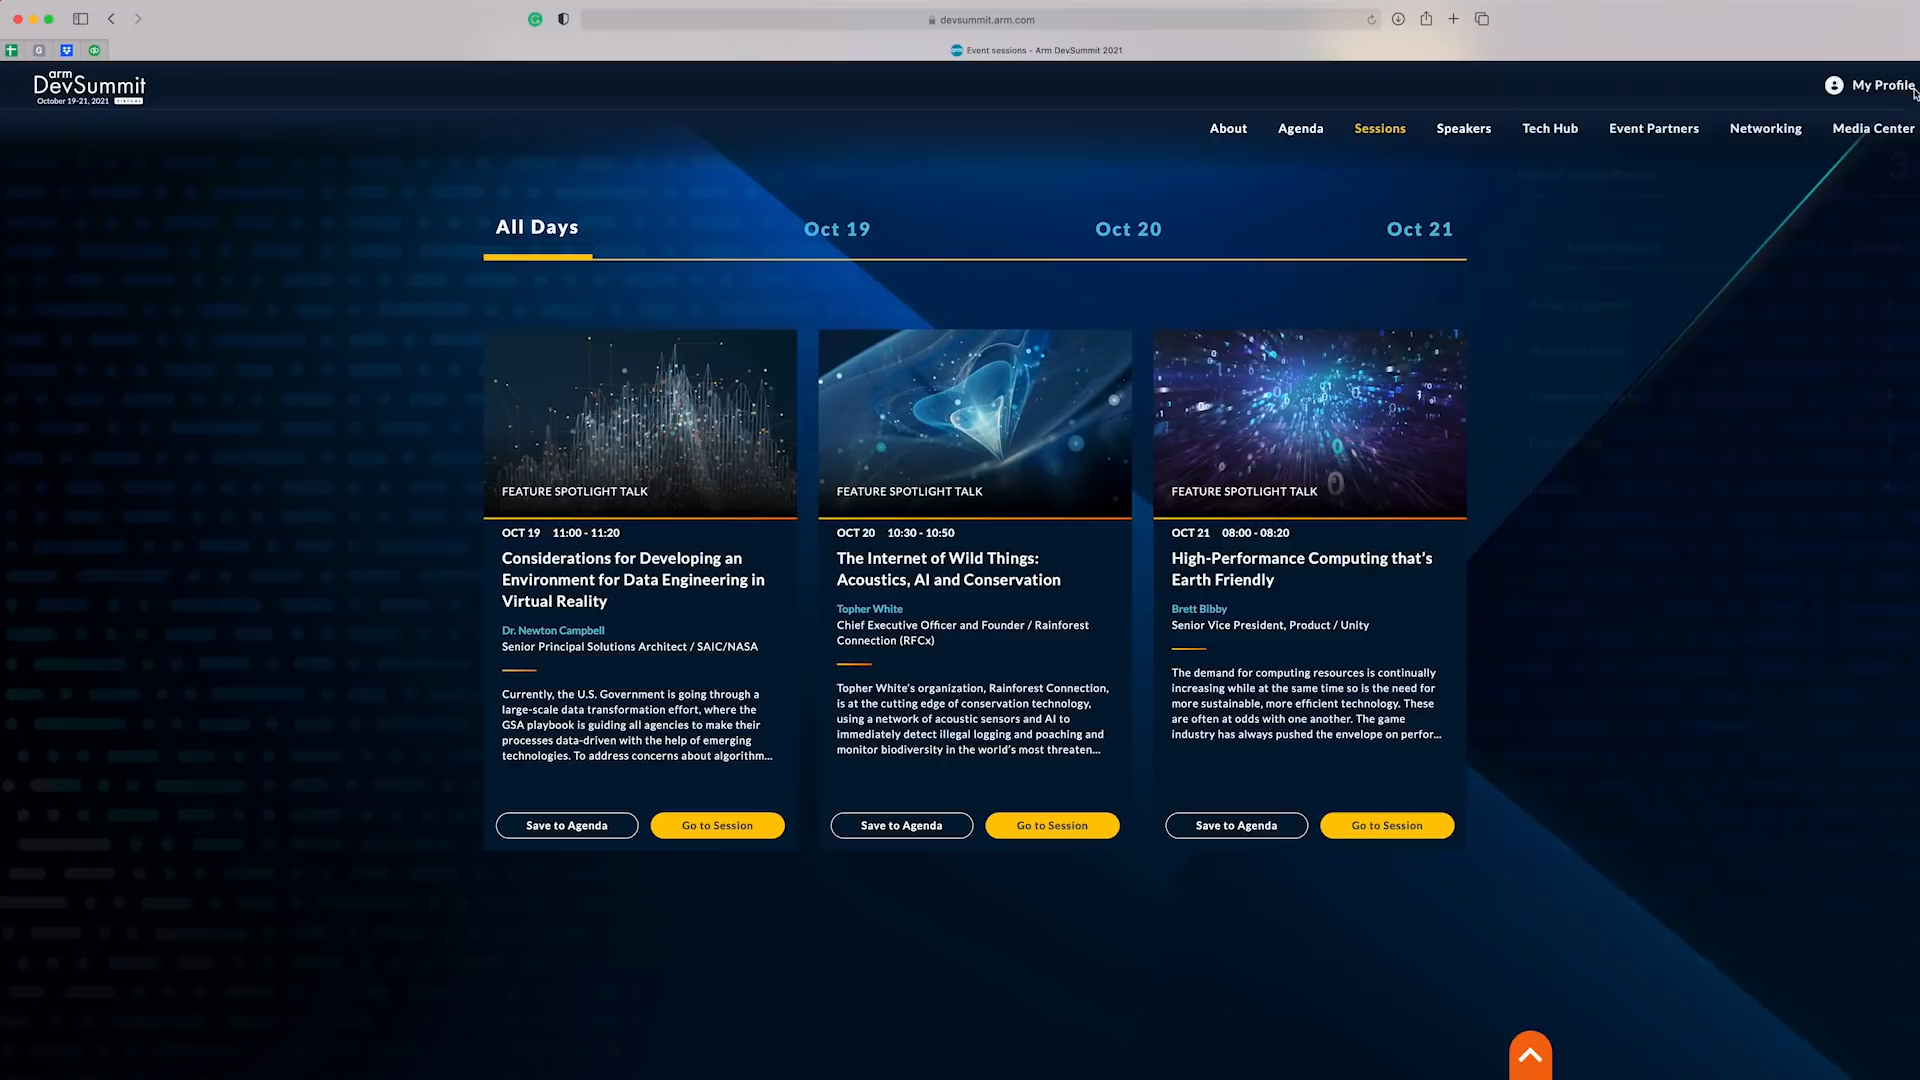 devsummit.arm.com
Event sessions - Arm DevSummit 2021
arm
DevSummit
October 19-21, 2021 VIRTUAL
My Profile
About Agenda Sessions Speakers Tech Hub Event Partners Networking Media Center
All Days Oct 19 Oct 20 Oct 21
FEATURE SPOTLIGHT TALK
OCT 19 11:00 - 11:20
Considerations for Developing an
Environment for Data Engineering in
Virtual Reality
Dr. Newton Campbell
Senior Principal Solutions Architect / SAIC/NASA
Currently, the U.S. Government is going through a
large-scale data transformation effort, where the
GSA playbook is guiding all agencies to make their
processes data-driven with the help of emerging
technologies. To address concerns about algorithm...
Save to Agenda Go to Session
FEATURE SPOTLIGHT TALK
OCT 20 10:30 - 10:50
The Internet of Wild Things:
Acoustics, AI and Conservation
Topher White
Chief Executive Officer and Founder / Rainforest
Connection (RFCx)
Topher White's organization, Rainforest Connection,
is at the cutting edge of conservation technology,
using a network of acoustic sensors and AI to
immediately detect illegal logging and poaching and
monitor biodiversity in the world's most threaten...
Save to Agenda Go to Session
FEATURE SPOTLIGHT TALK
OCT 21 08:00 - 08:20
High-Performance Computing that's
Earth Friendly
Brett Bibby
Senior Vice President, Product / Unity
The demand for computing resources is continually
increasing while at the same time so is the need for
more sustainable, more efficient technology. These
are often at odds with one another. The game
industry has always pushed the envelope on perfor...
Save to Agenda Go to Session